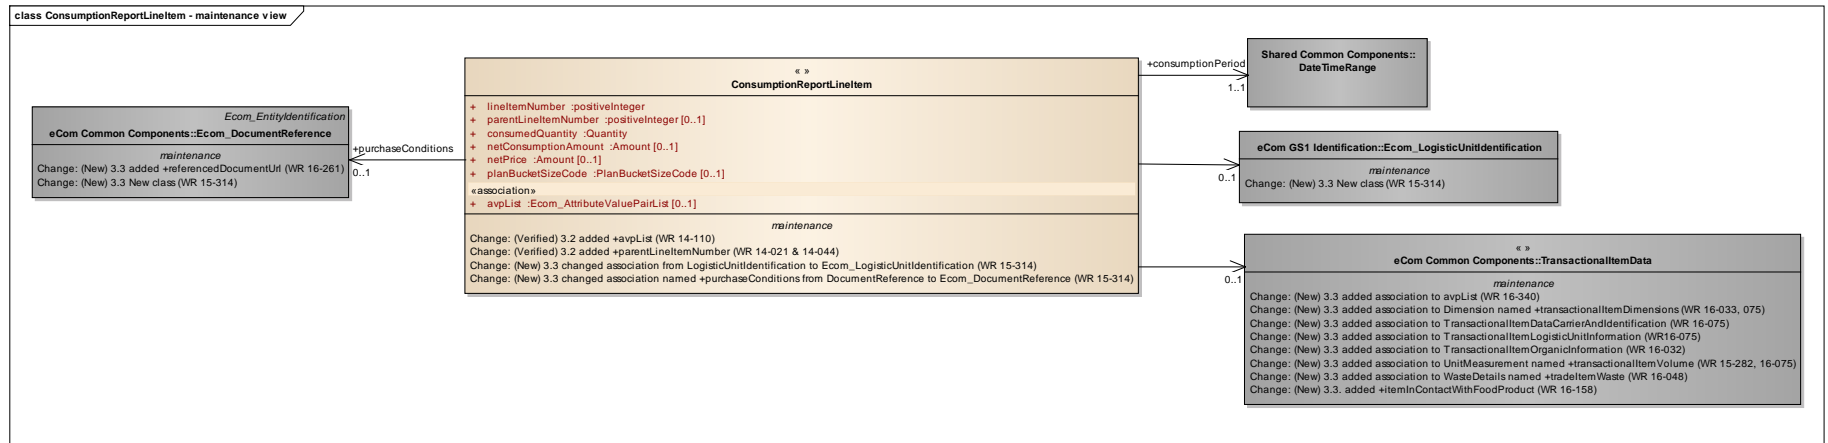 class ConsumptionReportLineItem - maintenance view
Ecom_EntityIdentification
eCom Common Components::Ecom_DocumentReference
maintenance
Change: (New) 3.3 added +referencedDocumentUrl (WR 16-261)
Change: (New) 3.3 New class (WR 15-314)
+purchaseConditions
0..1
« »
ConsumptionReportLineItem
+ lineItemNumber :positiveInteger
+ parentLineItemNumber :positiveInteger [0..1]
+ consumedQuantity :Quantity
+ netConsumptionAmount :Amount [0..1]
+ netPrice :Amount [0..1]
+ planBucketSizeCode :PlanBucketSizeCode [0..1]
«association»
+ avpList :Ecom_AttributeValuePairList [0..1]
maintenance
Change: (Verified) 3.2 added +avpList (WR 14-110)
Change: (Verified) 3.2 added +parentLineItemNumber (WR 14-021 & 14-044)
Change: (New) 3.3 changed association from LogisticUnitIdentification to Ecom_LogisticUnitIdentification (WR 15-314)
Change: (New) 3.3 changed association named +purchaseConditions from DocumentReference to Ecom_DocumentReference (WR 15-314)
+consumptionPeriod
1..1
Shared Common Components::
DateTimeRange
0..1
eCom GS1 Identification::Ecom_LogisticUnitIdentification
maintenance
Change: (New) 3.3 New class (WR 15-314)
0..1
« »
eCom Common Components::TransactionalItemData
maintenance
Change: (New) 3.3 added association to avpList (WR 16-340)
Change: (New) 3.3 added association to Dimension named +transactionalItemDimensions (WR 16-033, 075)
Change: (New) 3.3 added association to TransactionalItemDataCarrierAndIdentification (WR 16-075)
Change: (New) 3.3 added association to TransactionalItemLogisticUnitInformation (WR16-075)
Change: (New) 3.3 added association to TransactionalItemOrganicInformation (WR 16-032)
Change: (New) 3.3 added association to UnitMeasurement named +transactionalItemVolume (WR 15-282, 16-075)
Change: (New) 3.3 added association to WasteDetails named +tradeItemWaste (WR 16-048)
Change: (New) 3.3. added +itemInContactWithFoodProduct (WR 16-158)